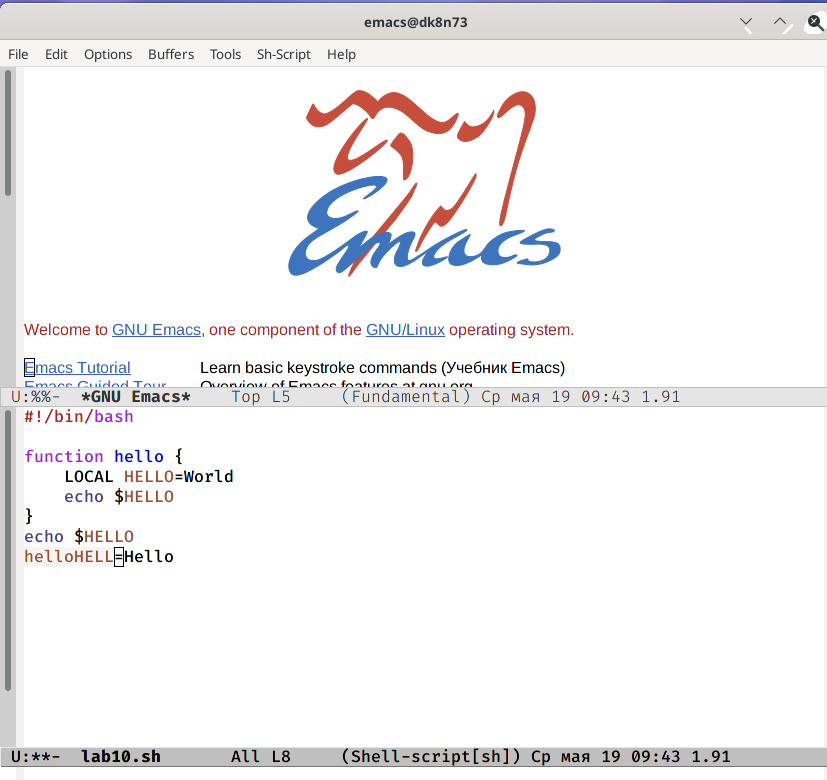 emacs@dk8n73
File Edit Options Buffers Tools Sh-Script Help
Emacs
Welcome to GNU Emacs, one component of the GNU/Linux operating system.
Emacs Tutorial Learn basic keystroke commands (Учебник Emacs)
Emacs Guided Tour Overview of Emacs features at gnu.org
U:%%- *GNU Emacs* Top L5 (Fundamental) Ср мая 19 09:43 1.91
#!/bin/bash
function hello {
    LOCAL HELLO=World
    echo $HELLO
}
echo $HELLO
helloHELL=Hello
U:**- lab10.sh All L8 (Shell-script[sh]) Ср мая 19 09:43 1.91